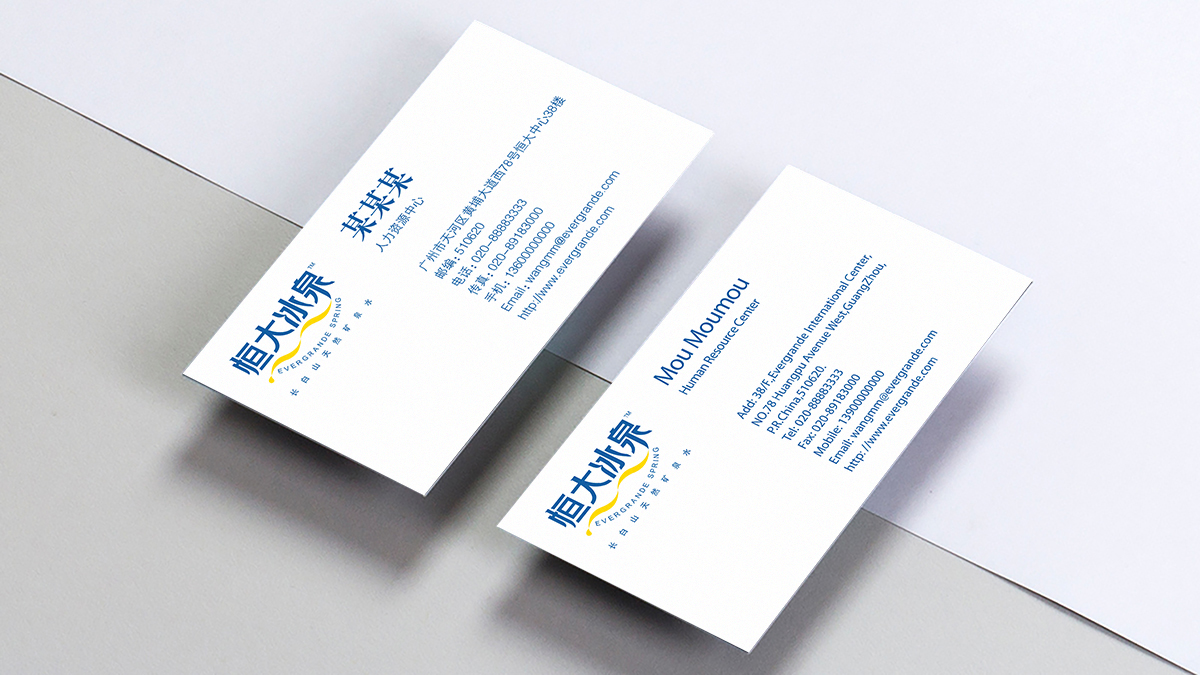 恒大冰泉™
EVERGRANDE SPRING
长白山天然矿泉水
某某某
人力资源中心
广州市天河区黄埔大道西78号恒大中心38楼
邮编：510620
电话：020-88883333
传真：020-89183000
手机：13600000000
Email：wangmm@evergrande.com
http://www.evergrande.com
恒大冰泉™
EVERGRANDE SPRING
长白山天然矿泉水
Mou Moumou
Human Resource Center
Add: 38/F.,Evergrande International Center,
NO.78 Huangpu Avenue West,GuangZhou,
P.R.China,510620.
Tel: 020-88883333
Fax: 020-89183000
Mobile: 13900000000
Email: wangmm@evergrande.com
http: //www.evergrande.com